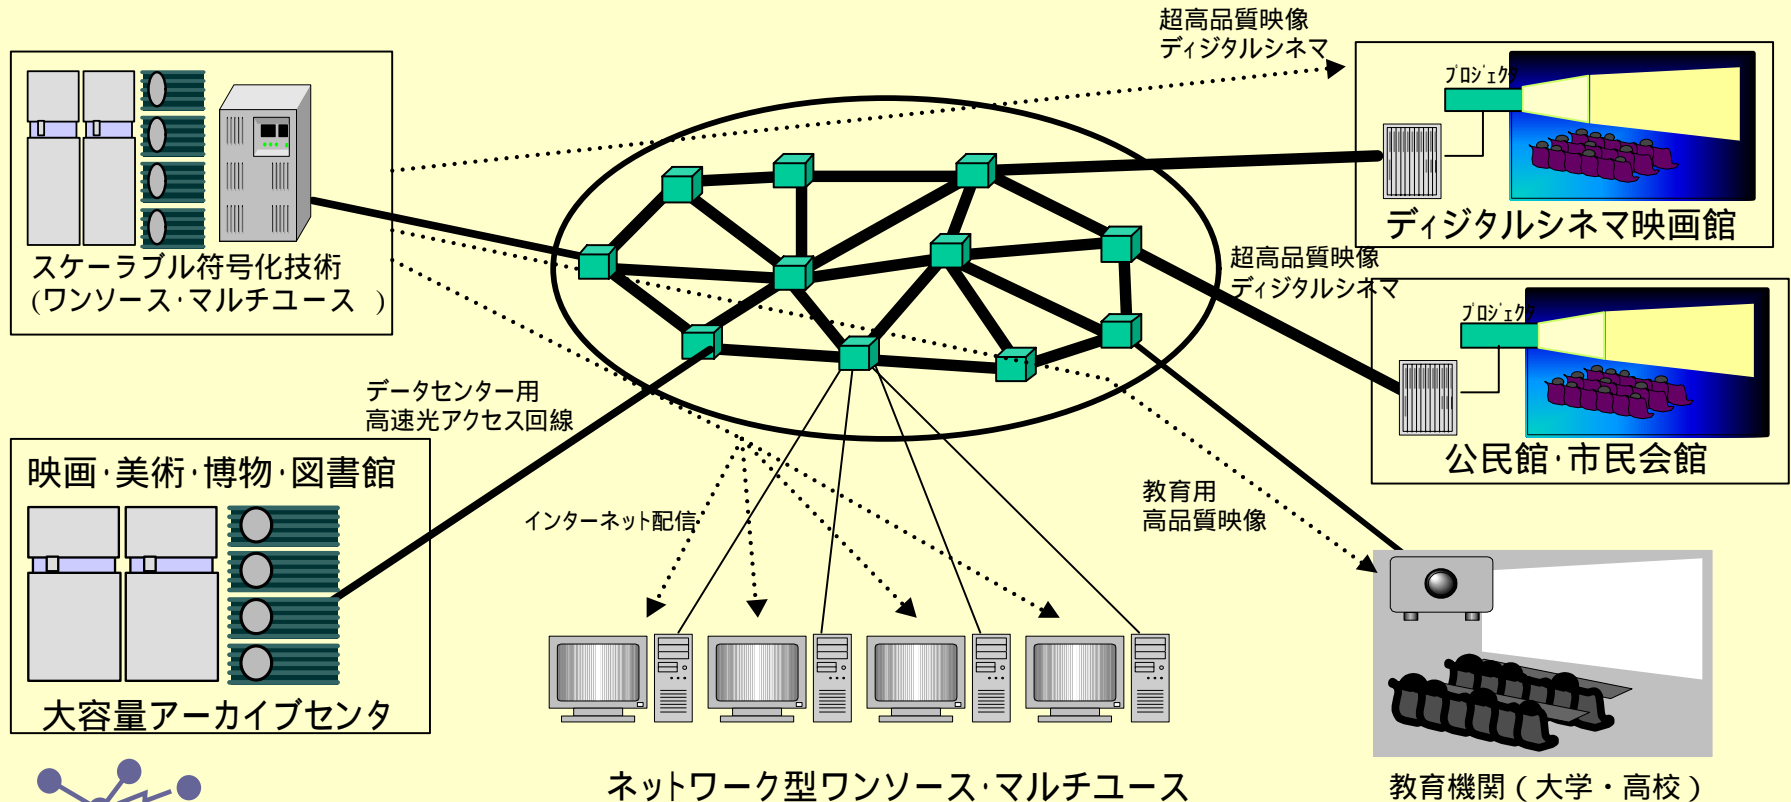 超高品質映像
ディジタルシネマ
プロジェクタ
ディジタルシネマ映画館
スケーラブル符号化技術
(ワンソース・マルチユース )
超高品質映像
ディジタルシネマ
プロジェクタ
公民館・市民会館
データセンター用
高速光アクセス回線
映画・美術・博物・図書館
大容量アーカイブセンタ
インターネット配信
教育用
高品質映像
ネットワーク型ワンソース・マルチユース
教育機関(大学・高校)